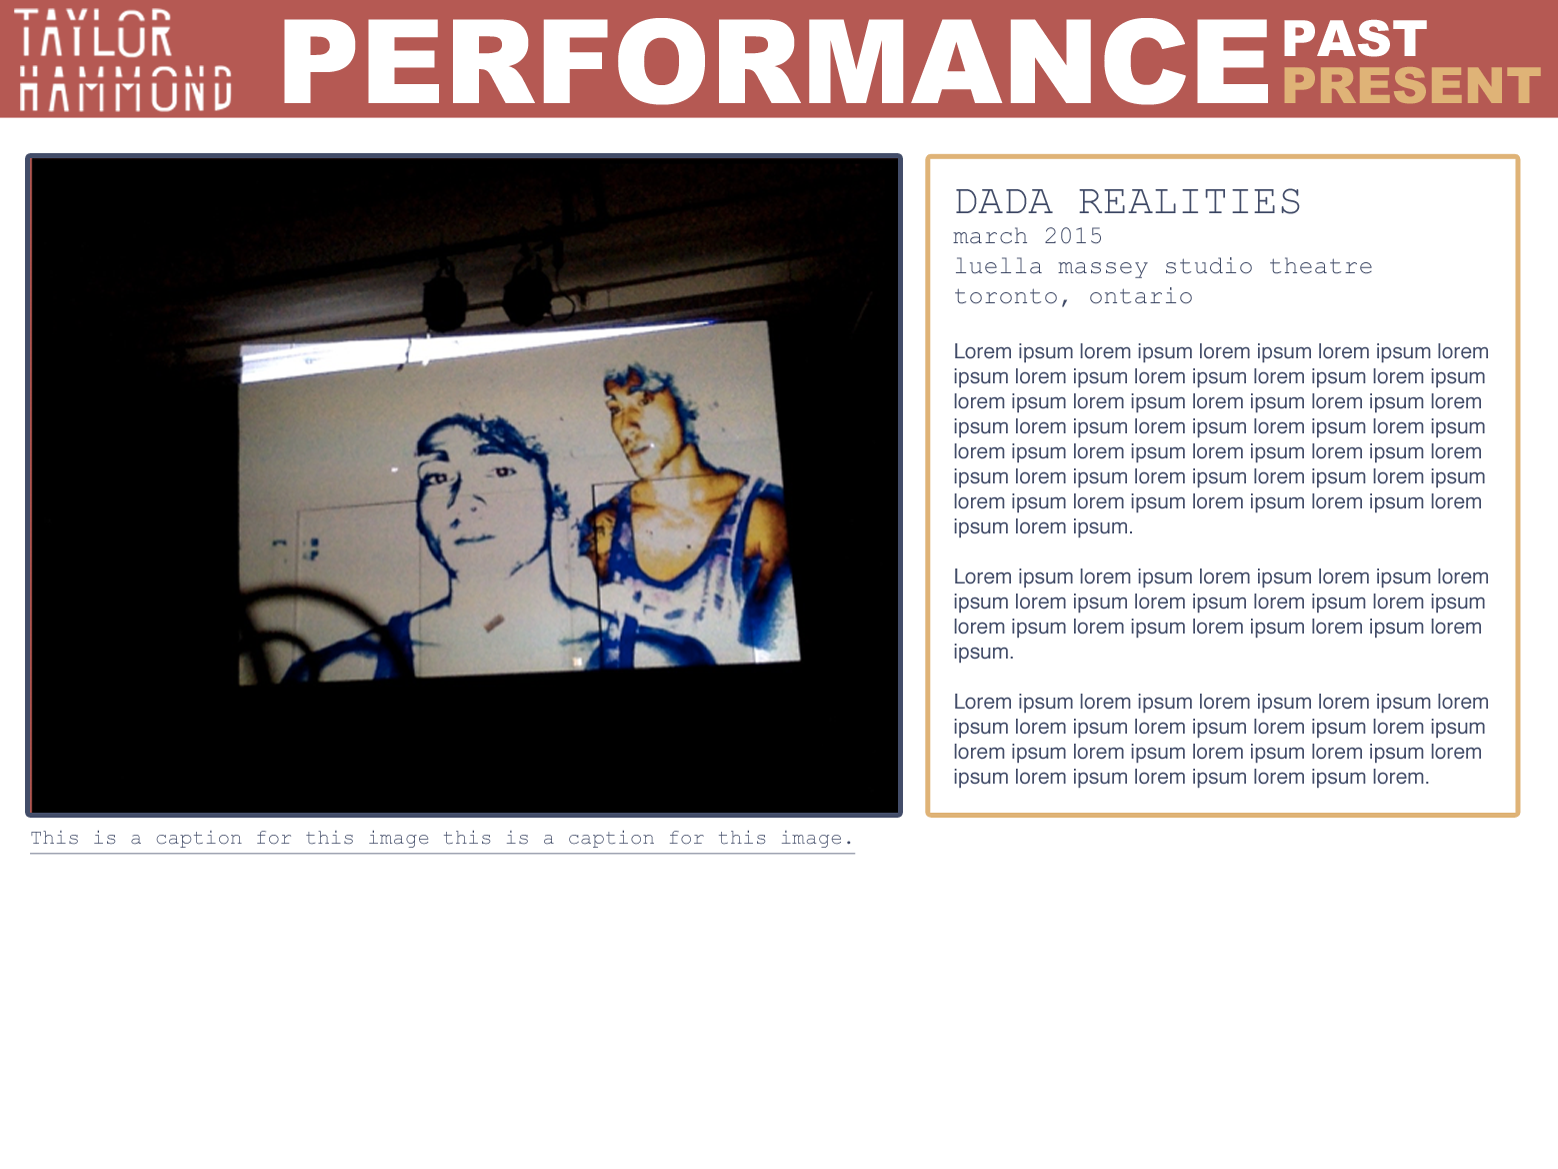 TAYLOR
HAMMOND
PERFORMANCE
PAST
PRESENT
DADA REALITIES
march 2015
luella massey studio theatre
toronto, ontario
Lorem ipsum lorem ipsum lorem ipsum lorem ipsum lorem
ipsum lorem ipsum lorem ipsum lorem ipsum lorem ipsum
lorem ipsum lorem ipsum lorem ipsum lorem ipsum lorem
ipsum lorem ipsum lorem ipsum lorem ipsum lorem ipsum
lorem ipsum lorem ipsum lorem ipsum lorem ipsum lorem
ipsum lorem ipsum lorem ipsum lorem ipsum lorem ipsum
lorem ipsum lorem ipsum lorem ipsum lorem ipsum lorem
ipsum lorem ipsum.
Lorem ipsum lorem ipsum lorem ipsum lorem ipsum lorem
ipsum lorem ipsum lorem ipsum lorem ipsum lorem ipsum
lorem ipsum lorem ipsum lorem ipsum lorem ipsum lorem
ipsum.
Lorem ipsum lorem ipsum lorem ipsum lorem ipsum lorem
ipsum lorem ipsum lorem ipsum lorem ipsum lorem ipsum
lorem ipsum lorem ipsum lorem ipsum lorem ipsum lorem
ipsum lorem ipsum lorem ipsum lorem ipsum lorem.
This is a caption for this image this is a caption for this image.